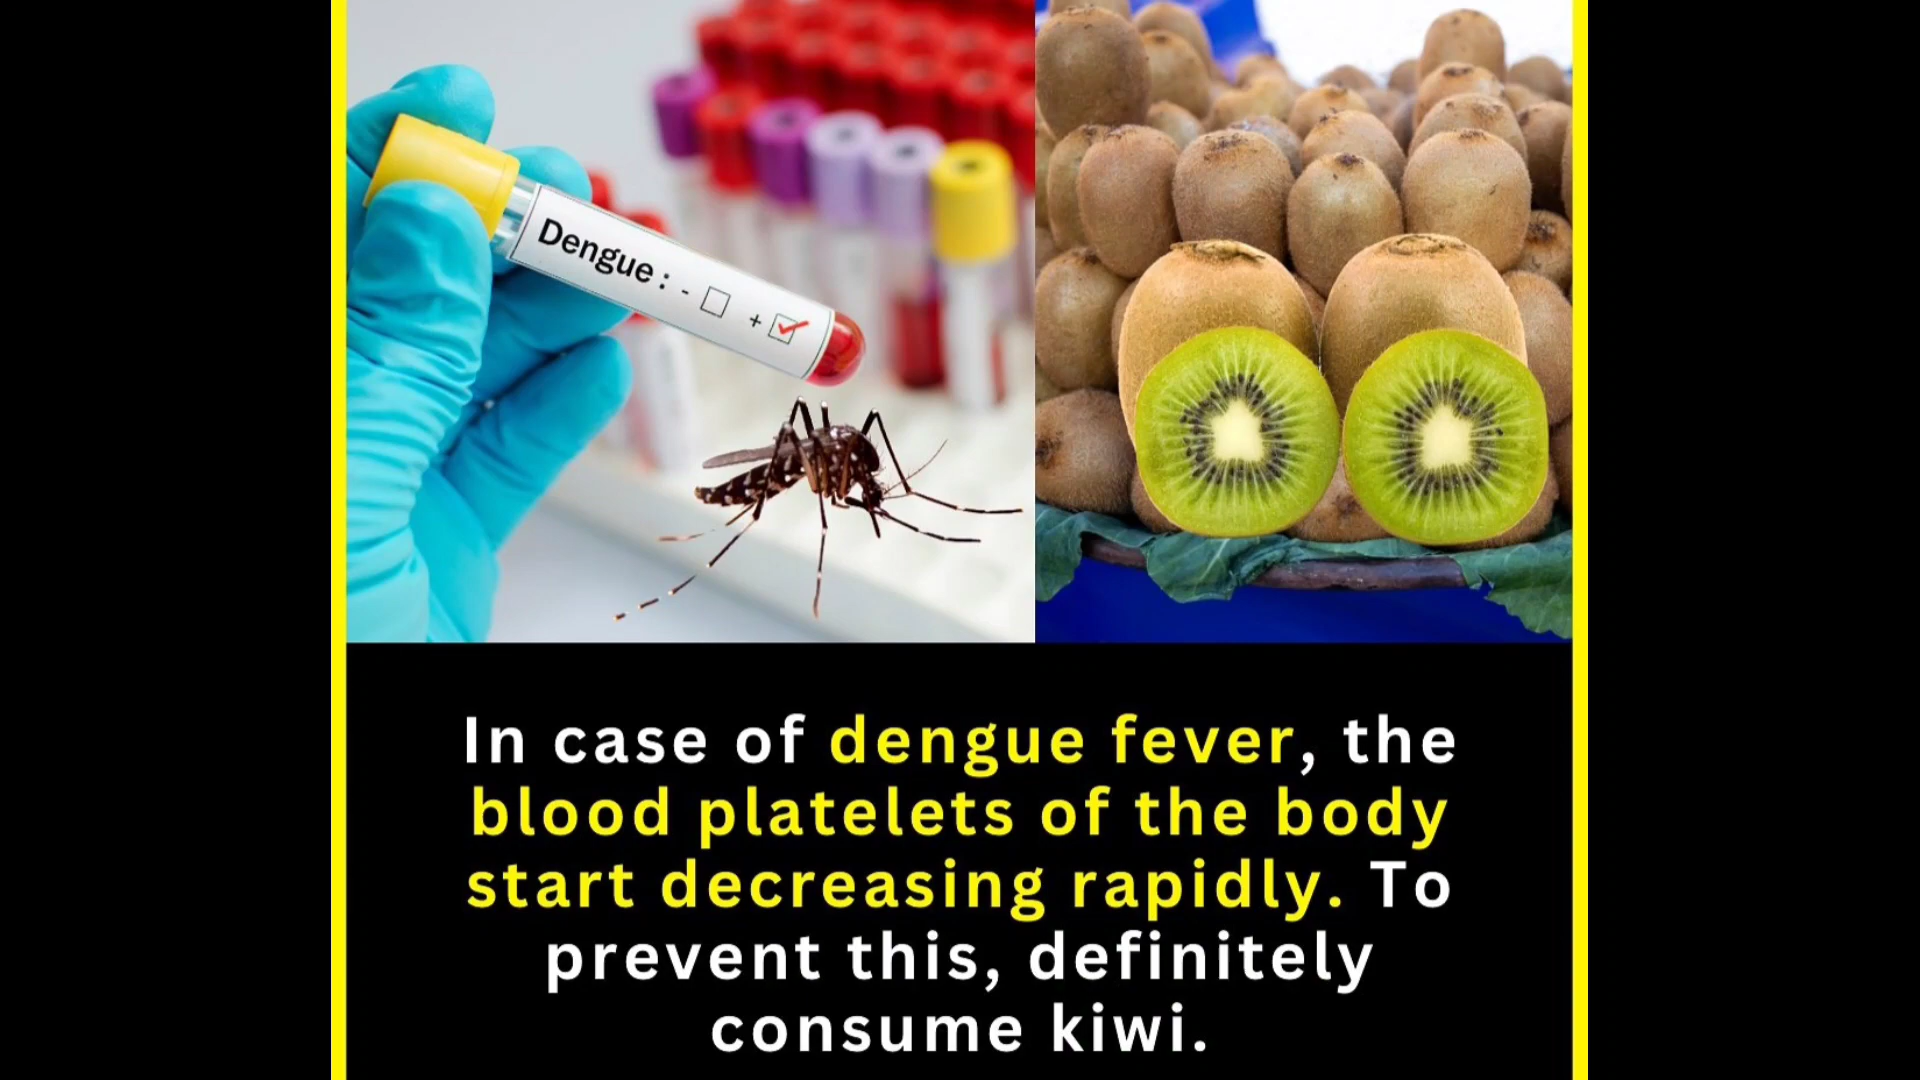 Dengue : - +
In case of dengue fever, the
blood platelets of the body
start decreasing rapidly. To
prevent this, definitely
consume kiwi.